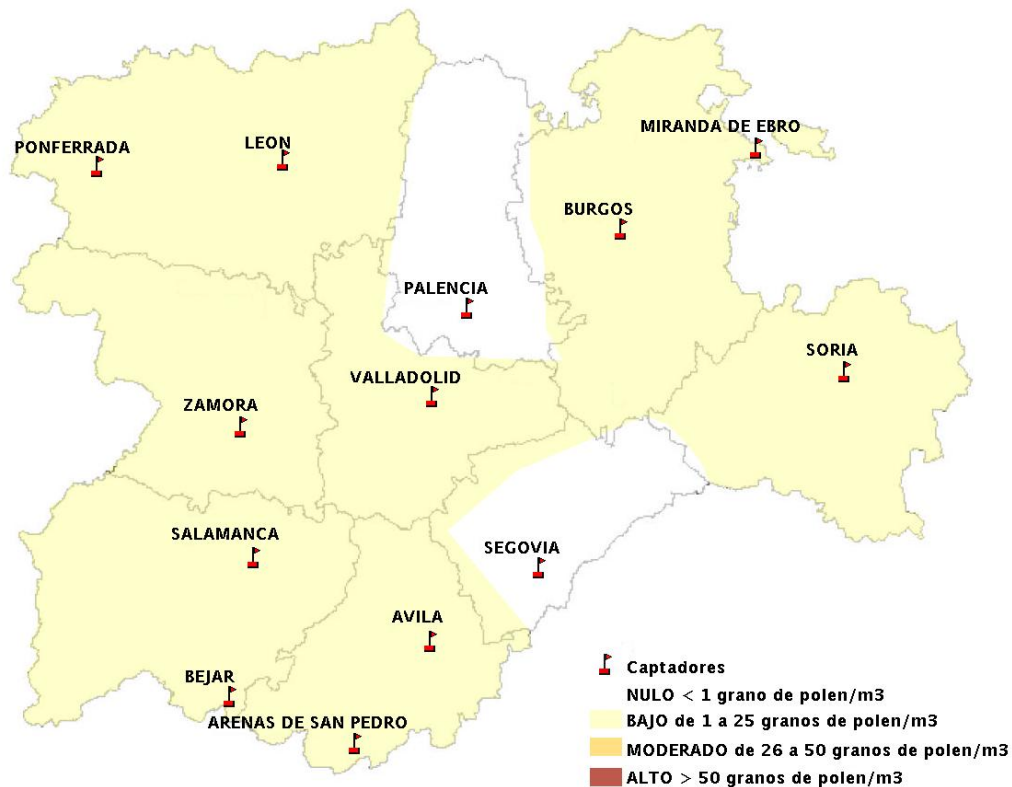 MIRANDA DE EBRO
PONFERRADA
LEON
BURGOS
PALENCIA
SORIA
VALLADOLID
ZAMORA
SALAMANCA
SEGOVIA
AVILA
BEJAR
ARENAS DE SAN PEDRO
Captadores
NULO < 1 grano de polen/m3
BAJO de 1 a 25 granos de polen/m3
MODERADO de 26 a 50 granos de polen/m3
ALTO > 50 granos de polen/m3